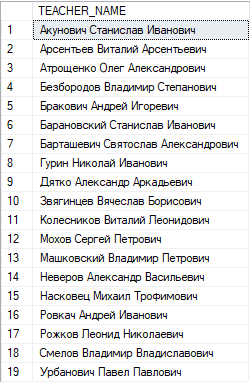 TEACHER_NAME
1 Акунович Станислав Иванович
2 Арсентьев Виталий Арсентьевич
3 Атрощенко Олег Александрович
4 Безбородов Владимир Степанович
5 Бракович Андрей Игоревич
6 Барановский Станислав Иванович
7 Барташевич Святослав Александрович
8 Гурин Николай Иванович
9 Дятко Александр Аркадьевич
10 Звягинцев Вячеслав Борисович
11 Колесников Виталий Леонидович
12 Мохов Сергей Петрович
13 Машковский Владимир Петрович
14 Неверов Александр Васильевич
15 Насковец Михаил Трофимович
16 Ровкач Андрей Иванович
17 Рожков Леонид Николаевич
18 Смелов Владимир Владиславович
19 Урбанович Павел Павлович